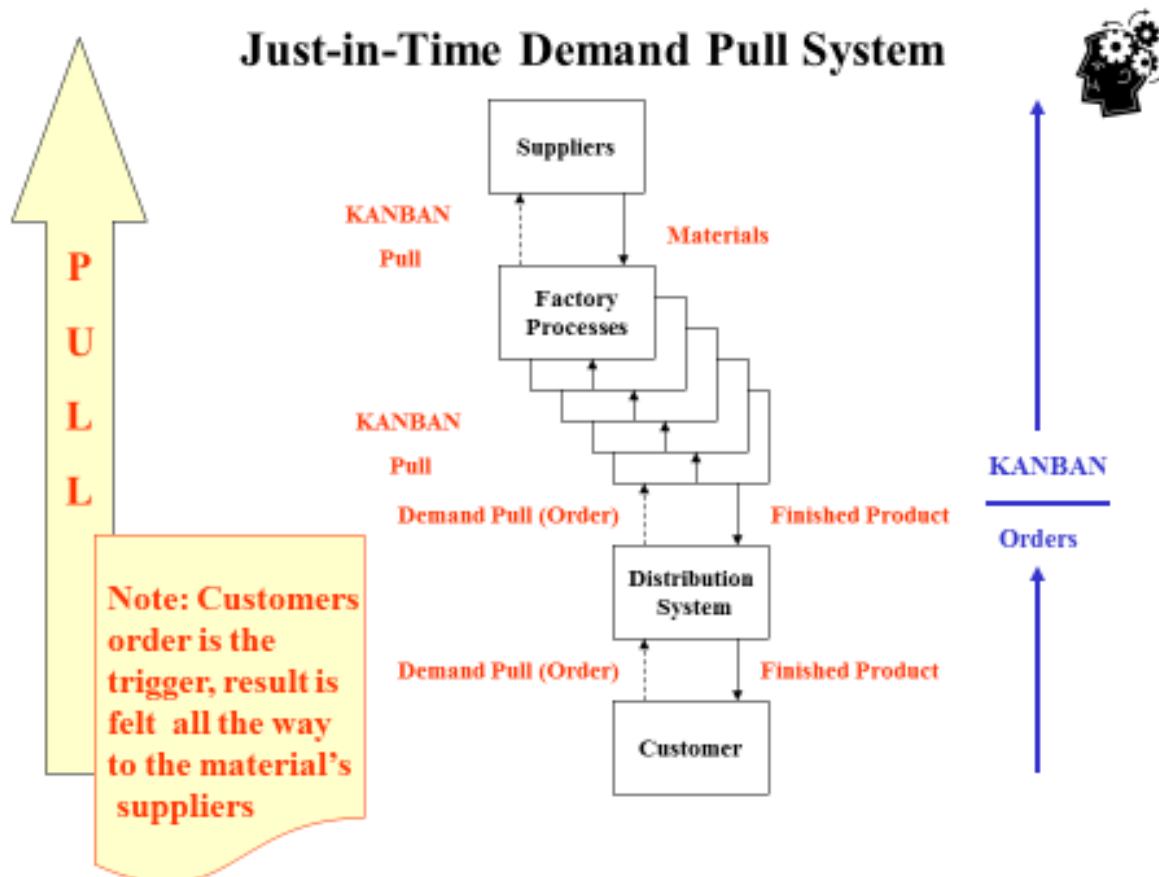 Just-in-Time Demand Pull System
Suppliers
KANBAN
Pull
Materials
P
U
L
L
Factory
Processes
KANBAN
Pull
KANBAN
Orders
Demand Pull (Order)
Finished Product
Distribution
System
Note: Customers
order is the
trigger, result is
felt all the way
to the material's
suppliers
Demand Pull (Order)
Finished Product
Customer